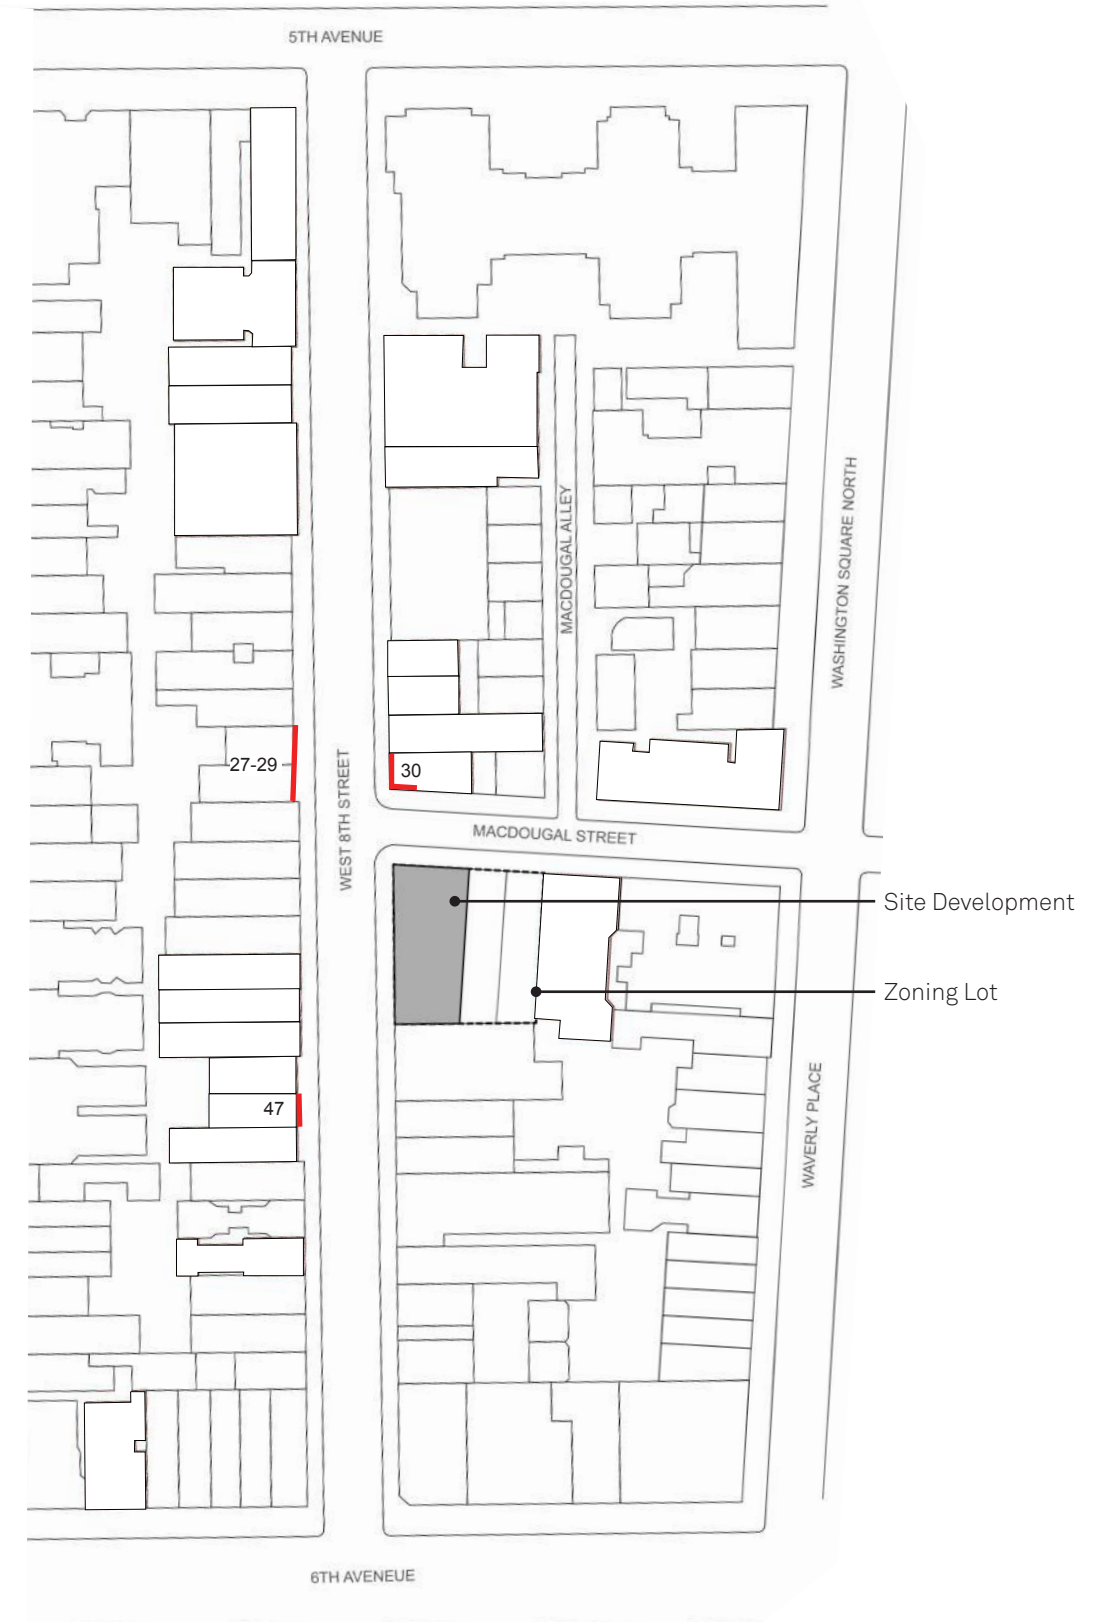 5TH AVENUE
MACDOUGAL ALLEY
WASHINGTON SQUARE NORTH
27-29
WEST 8TH STREET
30
MACDOUGAL STREET
Site Development
Zoning Lot
47
WAVERLY PLACE
6TH AVENEUE